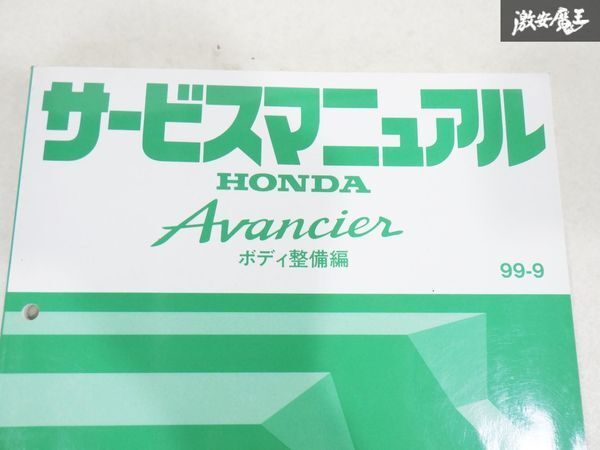 激安魔王
サービスマニュアル
HONDA
Avancier
ボディ整備編
99-9